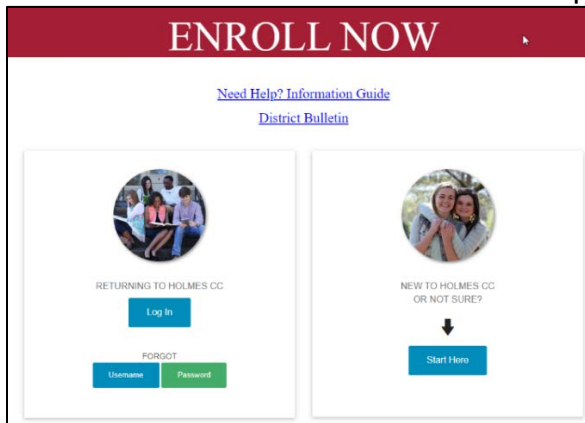 ENROLL NOW
Need Help? Information Guide
District Bulletin
RETURNING TO HOLMES CC
Log In
FORGOT
Username
Password
NEW TO HOLMES CC
OR NOT SURE?
Start Here